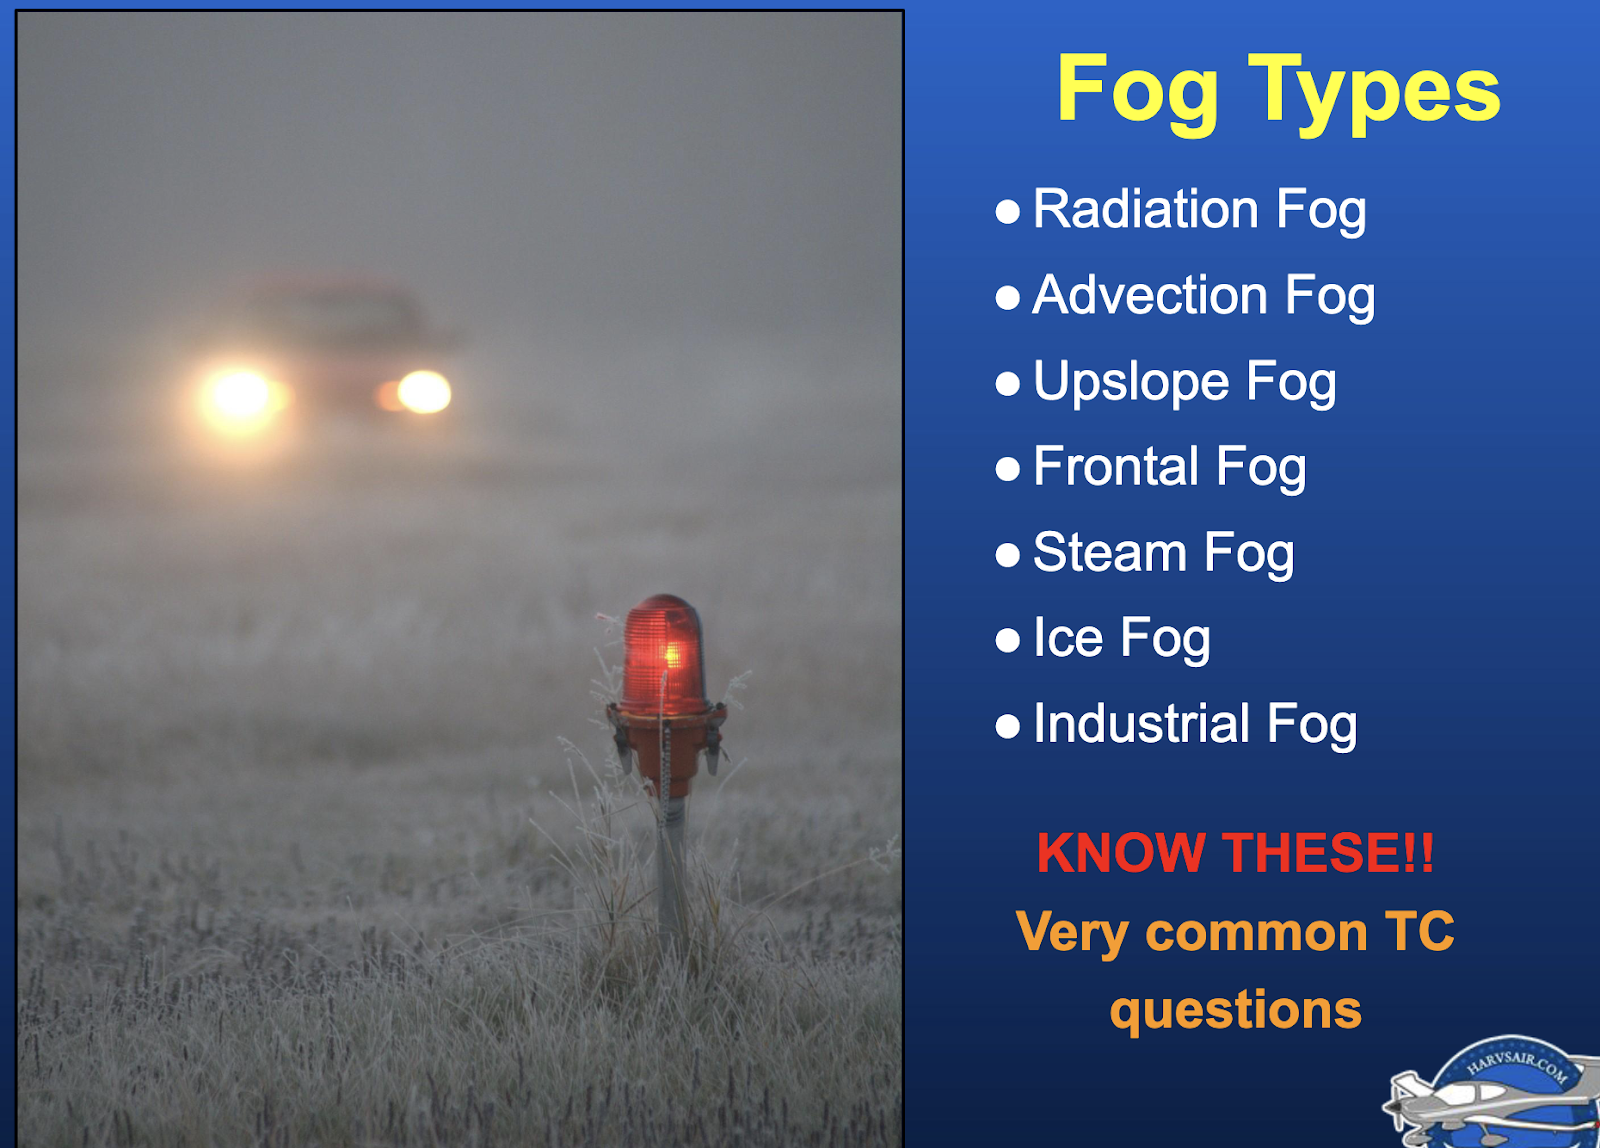 Fog Types
● Radiation Fog
● Advection Fog
● Upslope Fog
● Frontal Fog
● Steam Fog
● Ice Fog
● Industrial Fog
KNOW THESE!!
Very common TC
questions
HARVSAIR.COM